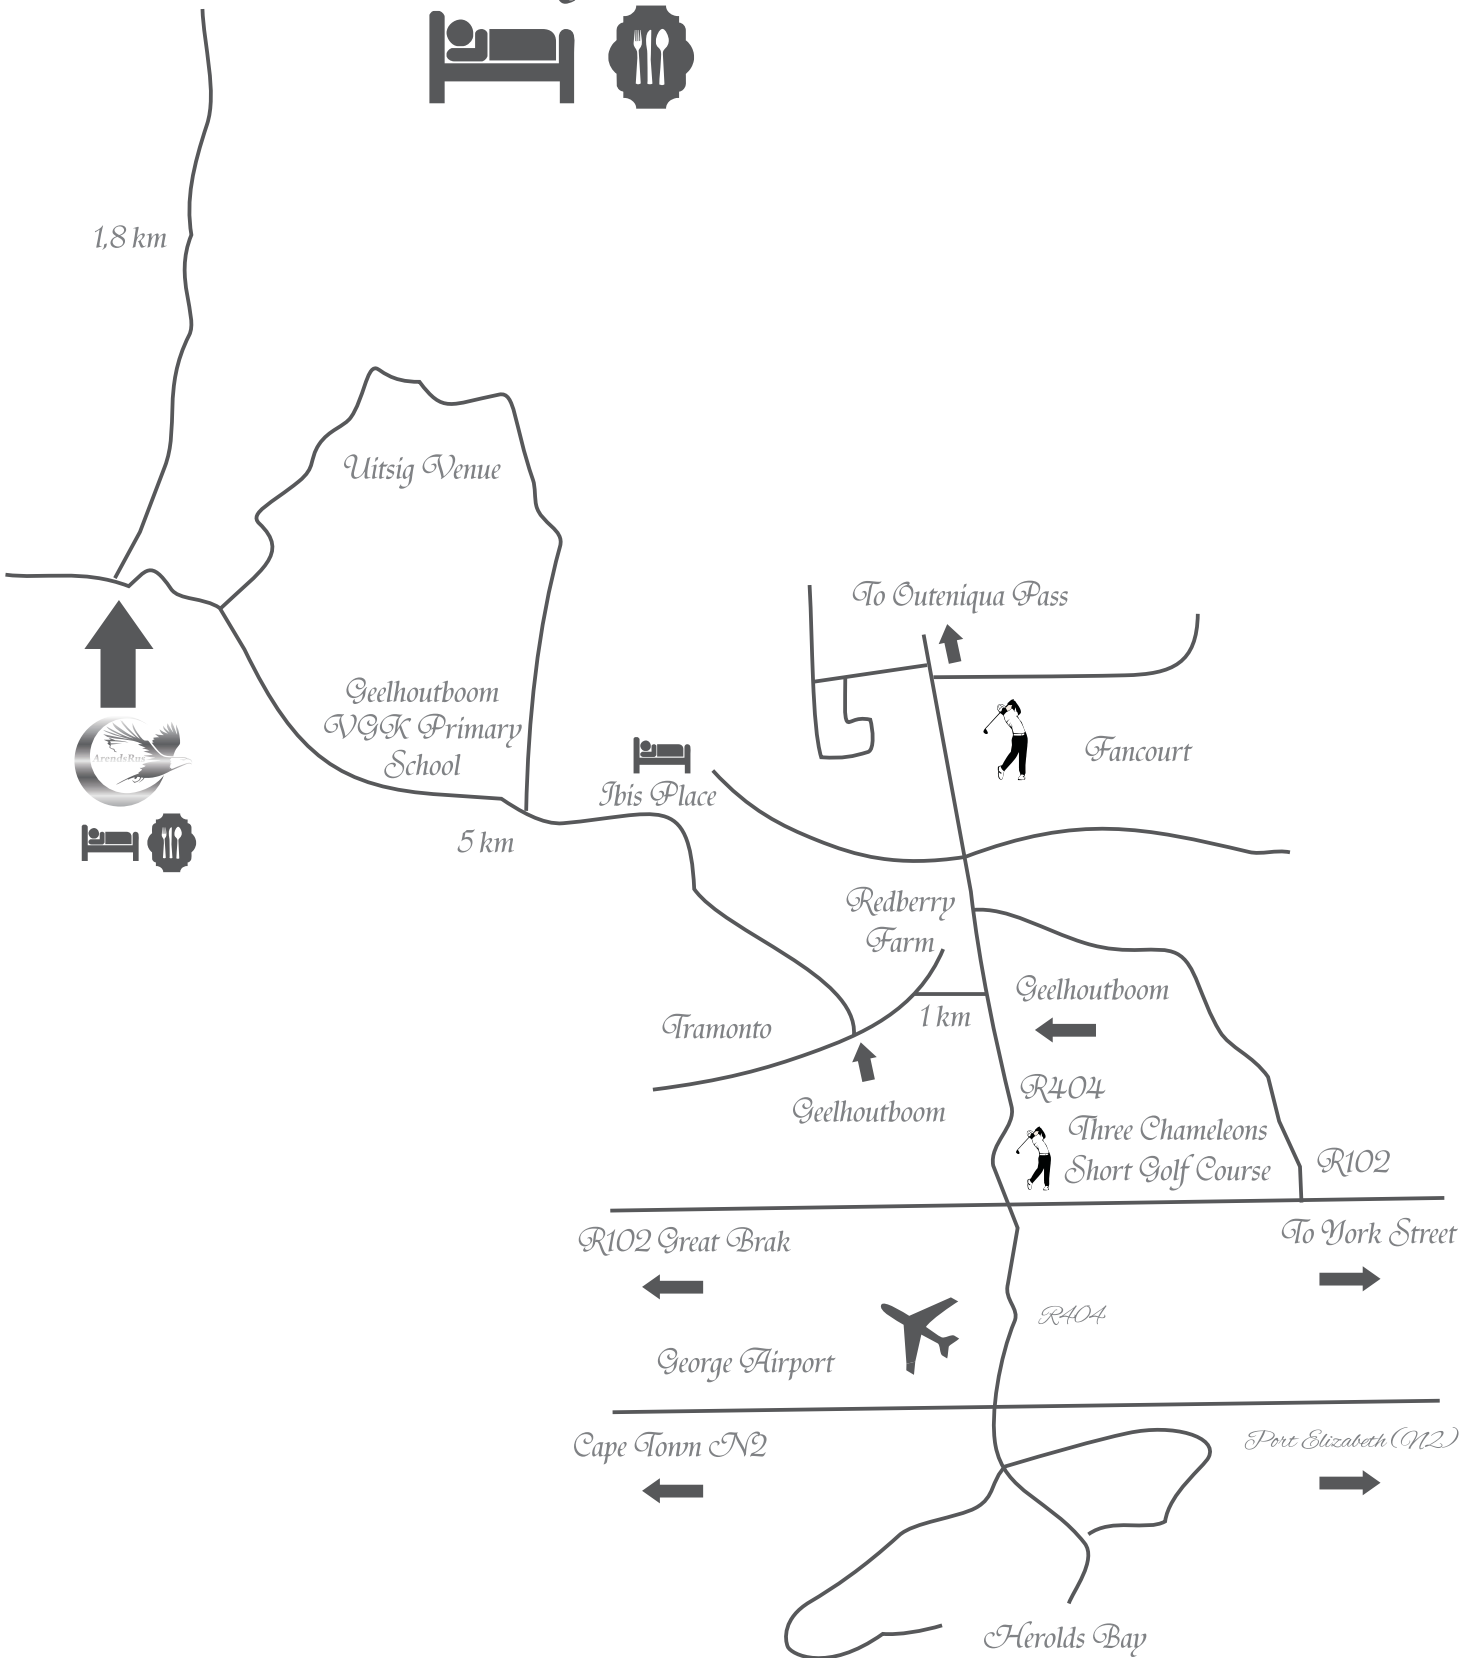 1,8 km
Uitsig Venue
To Outeniqua Pass
Geelhoutboom
VGK Primary
School
Fancourt
ArendsRus
Ibis Place
5 km
Redberry
Farm
Geelhoutboom
1 km
Tramonto
R404
Geelhoutboom
Three Chameleons
Short Golf Course
R102
R102 Great Brak
To York Street
R404
George Airport
Cape Town N2
Port Elizabeth (N2)
Herolds Bay